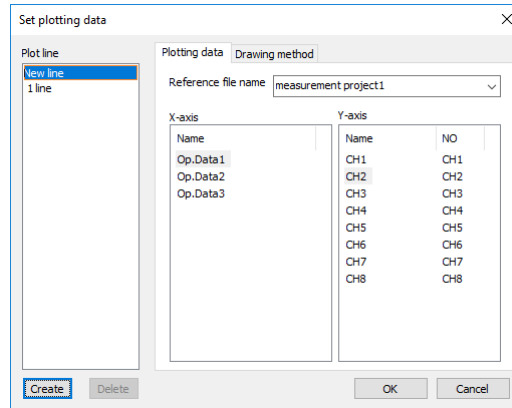 Set plotting data
Plot line
New line
1 line
Plotting data
Drawing method
Reference file name
measurement project1
X-axis
Name
Op.Data1
Op.Data2
Op.Data3
Y-axis
Name NO
CH1 CH1
CH2 CH2
CH3 CH3
CH4 CH4
CH5 CH5
CH6 CH6
CH7 CH7
CH8 CH8
Create
Delete
OK
Cancel